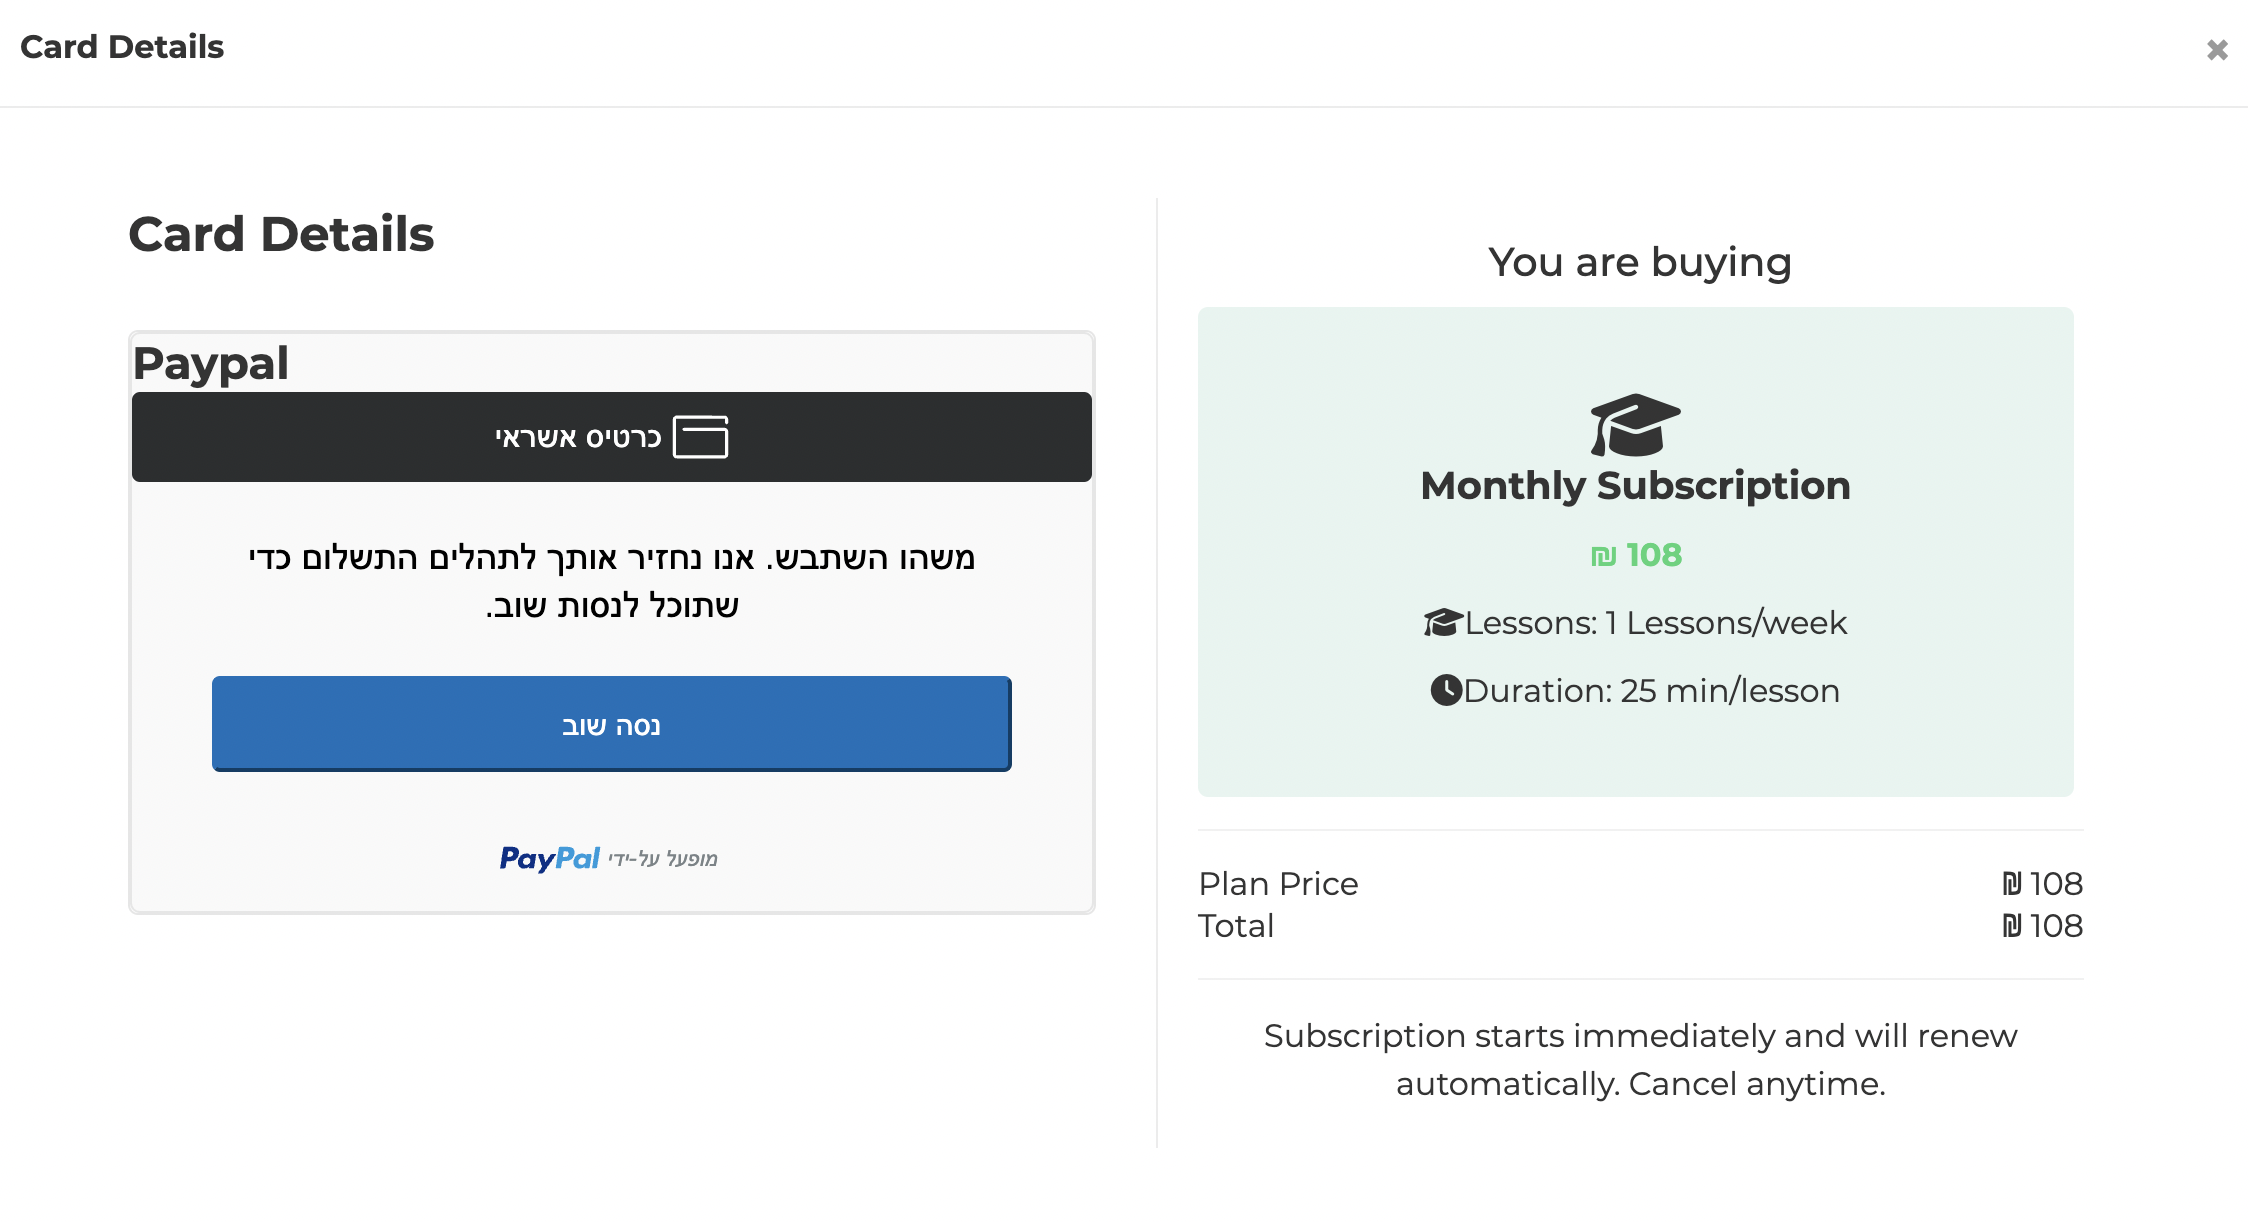 Card Details
✖
Card Details
Paypal
כרטיס אשראי
משהו השתבש. אנו נחזיר אותך לתהלים התשלום כדי
שתוכל לנסות שוב.
נסה שוב
מופעל על-ידי PayPal
You are buying
Monthly Subscription
₪ 108
Lessons: 1 Lessons/week
Duration: 25 min/lesson
Plan Price ₪ 108
Total ₪ 108
Subscription starts immediately and will renew
automatically. Cancel anytime.